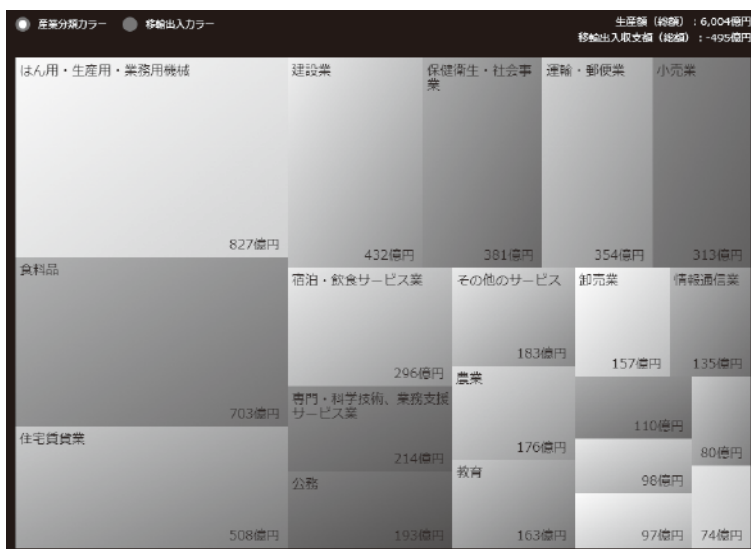 産業分類カラー 移輸出入カラー
生産額（総額）：6,004億円
移輸出入収支額（総額）：-495億円
はん用・生産用・業務用機械
827億円
食料品
703億円
住宅賃貸業
508億円
建設業
432億円
保健衛生・社会事
業
381億円
運輸・郵便業
354億円
小売業
313億円
宿泊・飲食サービス業
296億円
専門・科学技術、業務支援
サービス業
214億円
公務
193億円
その他のサービス
183億円
農業
176億円
教育
163億円
卸売業
157億円
情報通信業
135億円
110億円
98億円
97億円
80億円
74億円